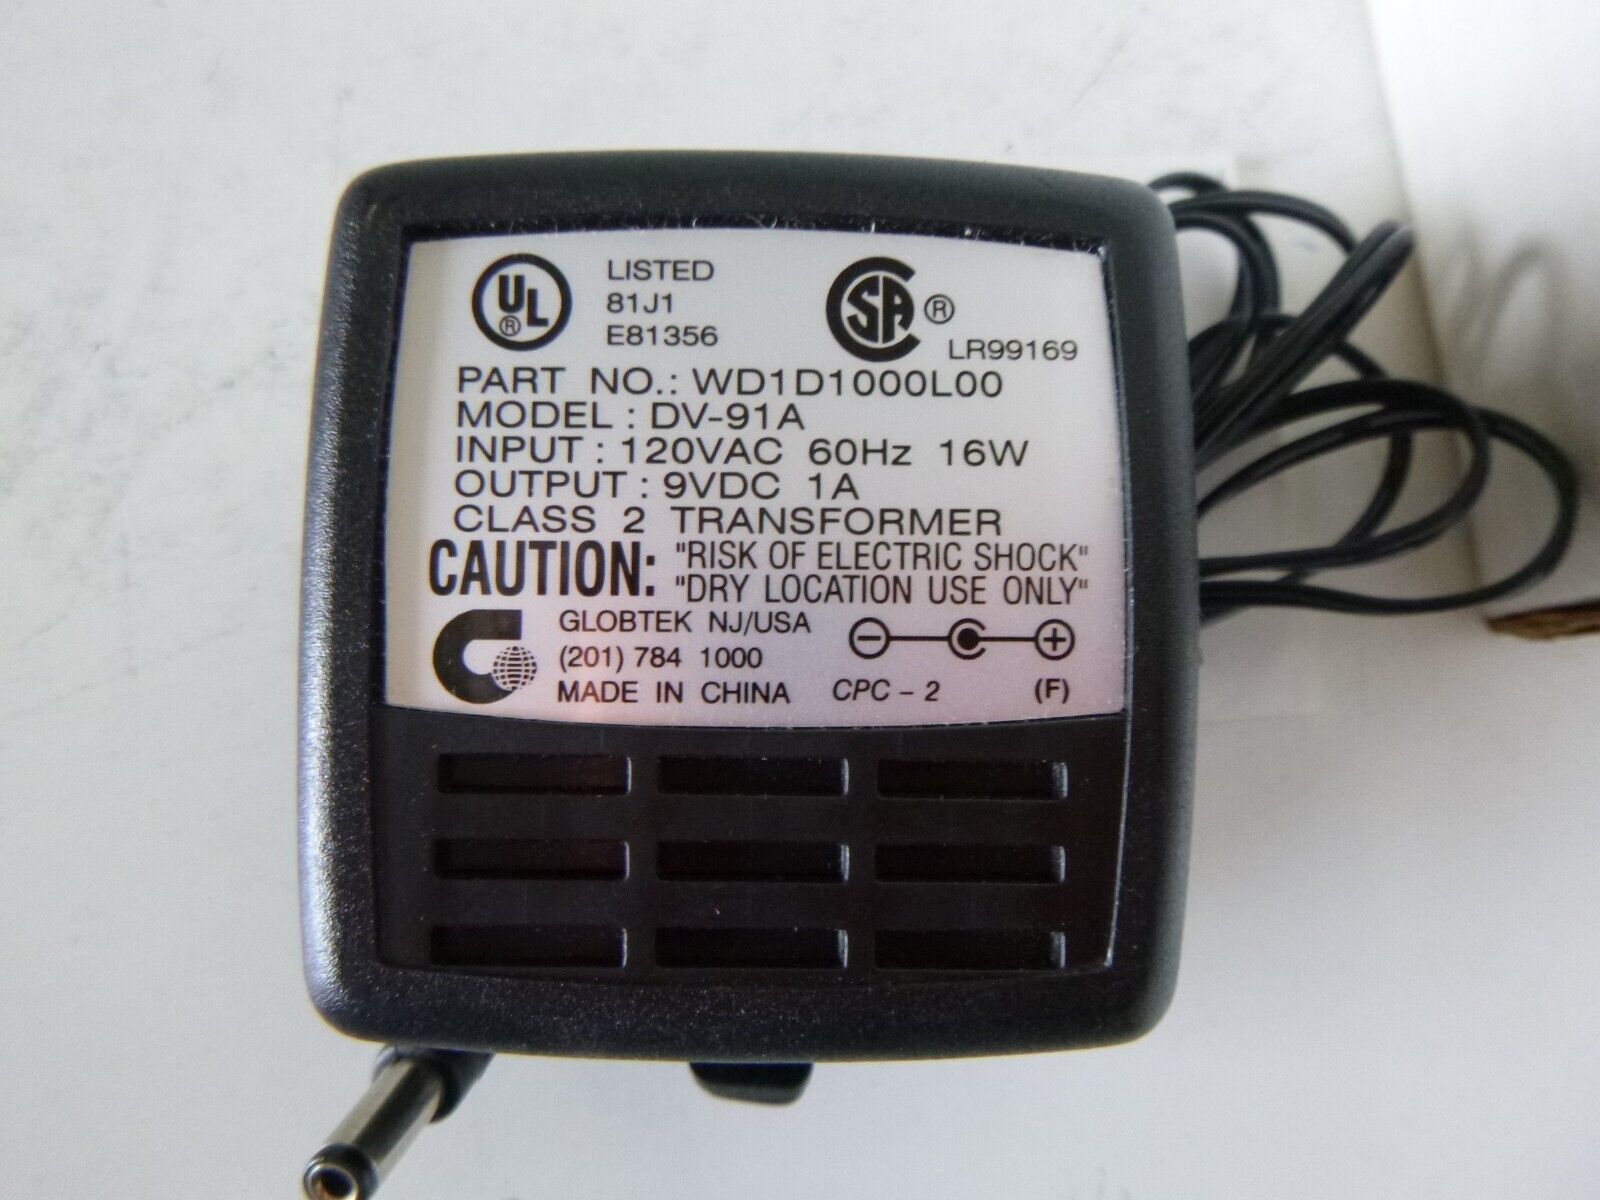 UL ®
LISTED
81J1
E81356
SA ®
LR99169
PART NO.: WD1D1000L00
MODEL : DV-91A
INPUT : 120VAC 60Hz 16W
OUTPUT : 9VDC 1A
CLASS 2 TRANSFORMER
CAUTION: "RISK OF ELECTRIC SHOCK"
"DRY LOCATION USE ONLY"
GLOBTEK NJ/USA
(201) 784 1000
MADE IN CHINA
CPC - 2 (F)